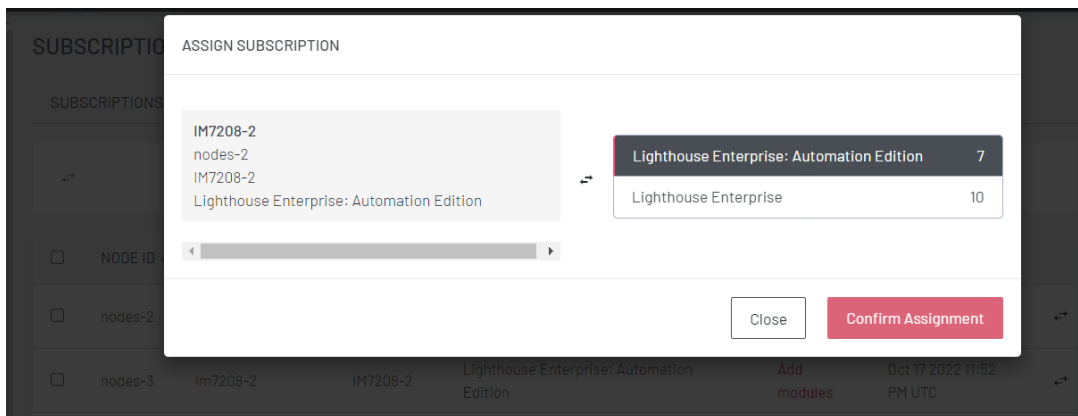 SUBSCRIPTIO
ASSIGN SUBSCRIPTION
SUBSCRIPTIONS
IM7208-2
nodes-2
IM7208-2
Lighthouse Enterprise: Automation Edition
Lighthouse Enterprise: Automation Edition 7
Lighthouse Enterprise 10
NODE ID
Close
Confirm Assignment
nodes-2
nodes-3 im7208-2 IM7208-2 Lighthouse Enterprise: Automation Edition Add modules Oct 17 2022 11:52 PM UTC